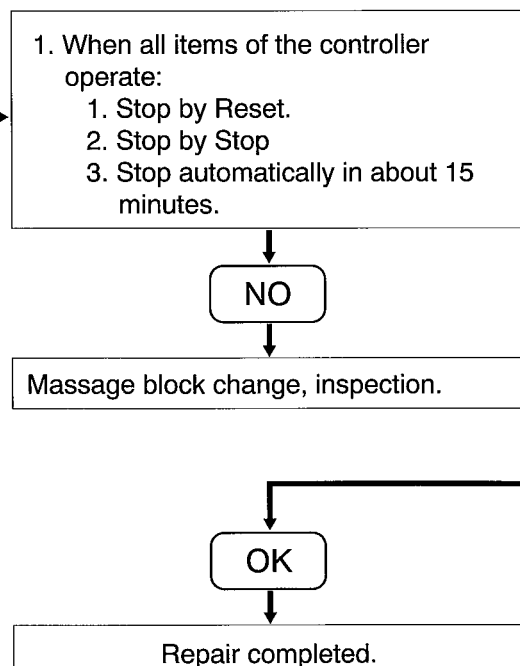 1. When all items of the controller
operate:
1. Stop by Reset.
2. Stop by Stop
3. Stop automatically in about 15
minutes.
NO
Massage block change, inspection.
OK
Repair completed.